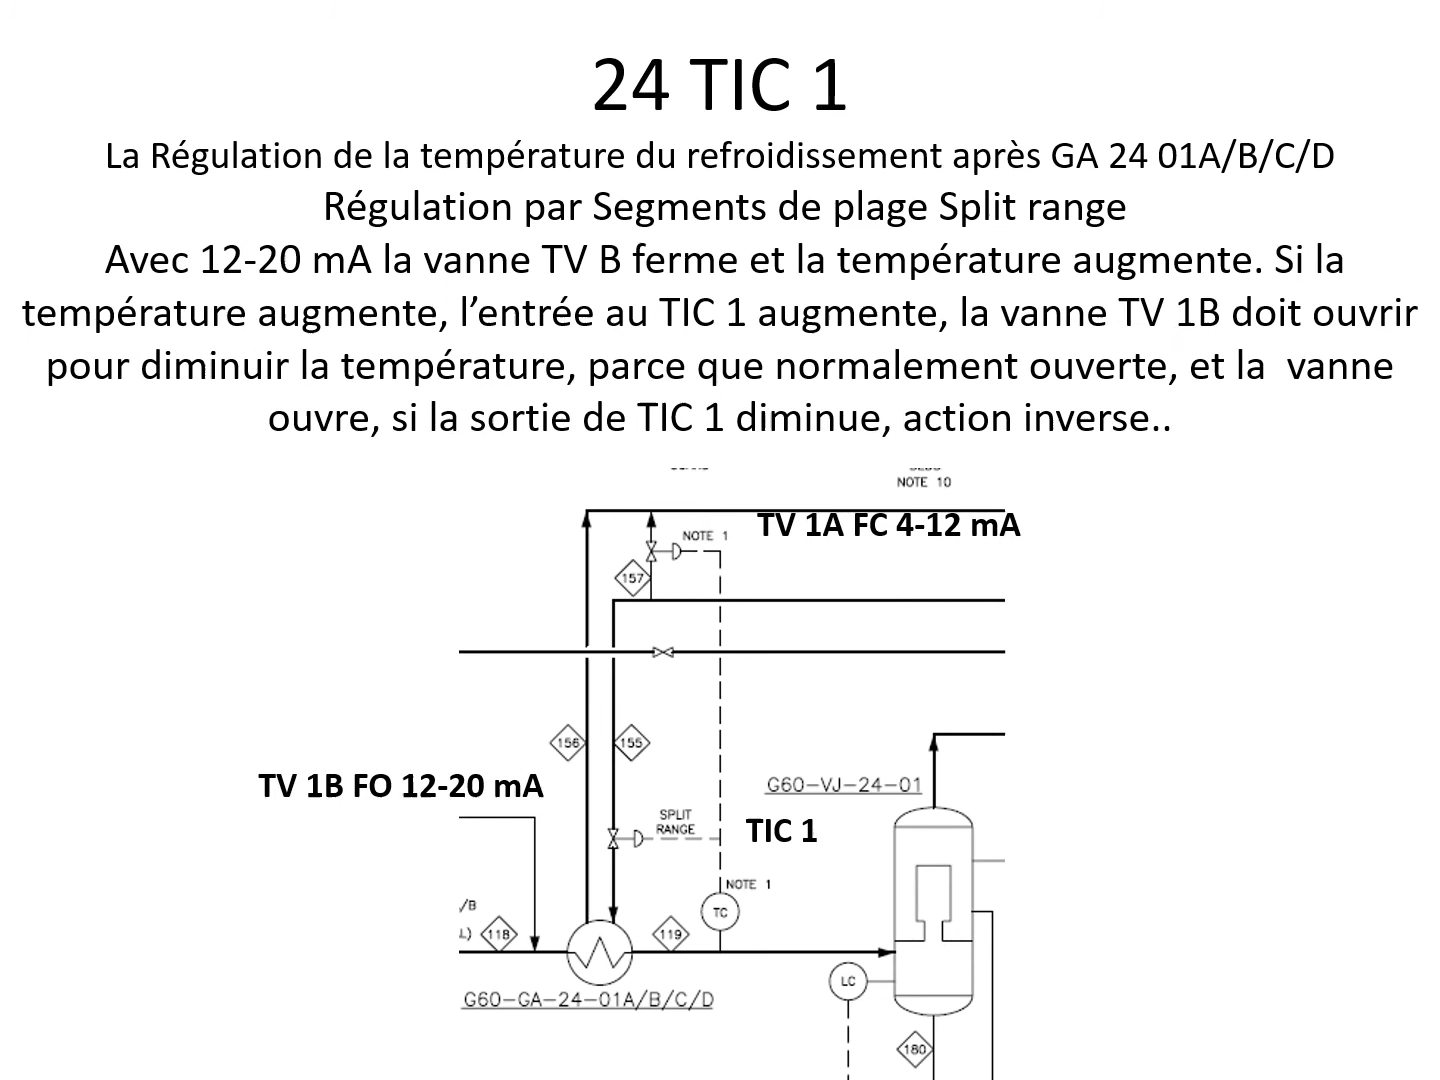 24 TIC 1
La Régulation de la température du refroidissement après GA 24 01A/B/C/D
Régulation par Segments de plage Split range
Avec 12-20 mA la vanne TV B ferme et la température augmente. Si la
température augmente, l’entrée au TIC 1 augmente, la vanne TV 1B doit ouvrir
pour diminuir la température, parce que normalement ouverte, et la  vanne
ouvre, si la sortie de TIC 1 diminue, action inverse..
NOTE 10
TV 1A FC 4-12 mA
NOTE 1
157
156
155
TV 1B FO 12-20 mA
G60-VJ-24-01
SPLIT
RANGE
TIC 1
NOTE 1
/B
TC
L)
118
119
LC
G60-GA-24-01A/B/C/D
180